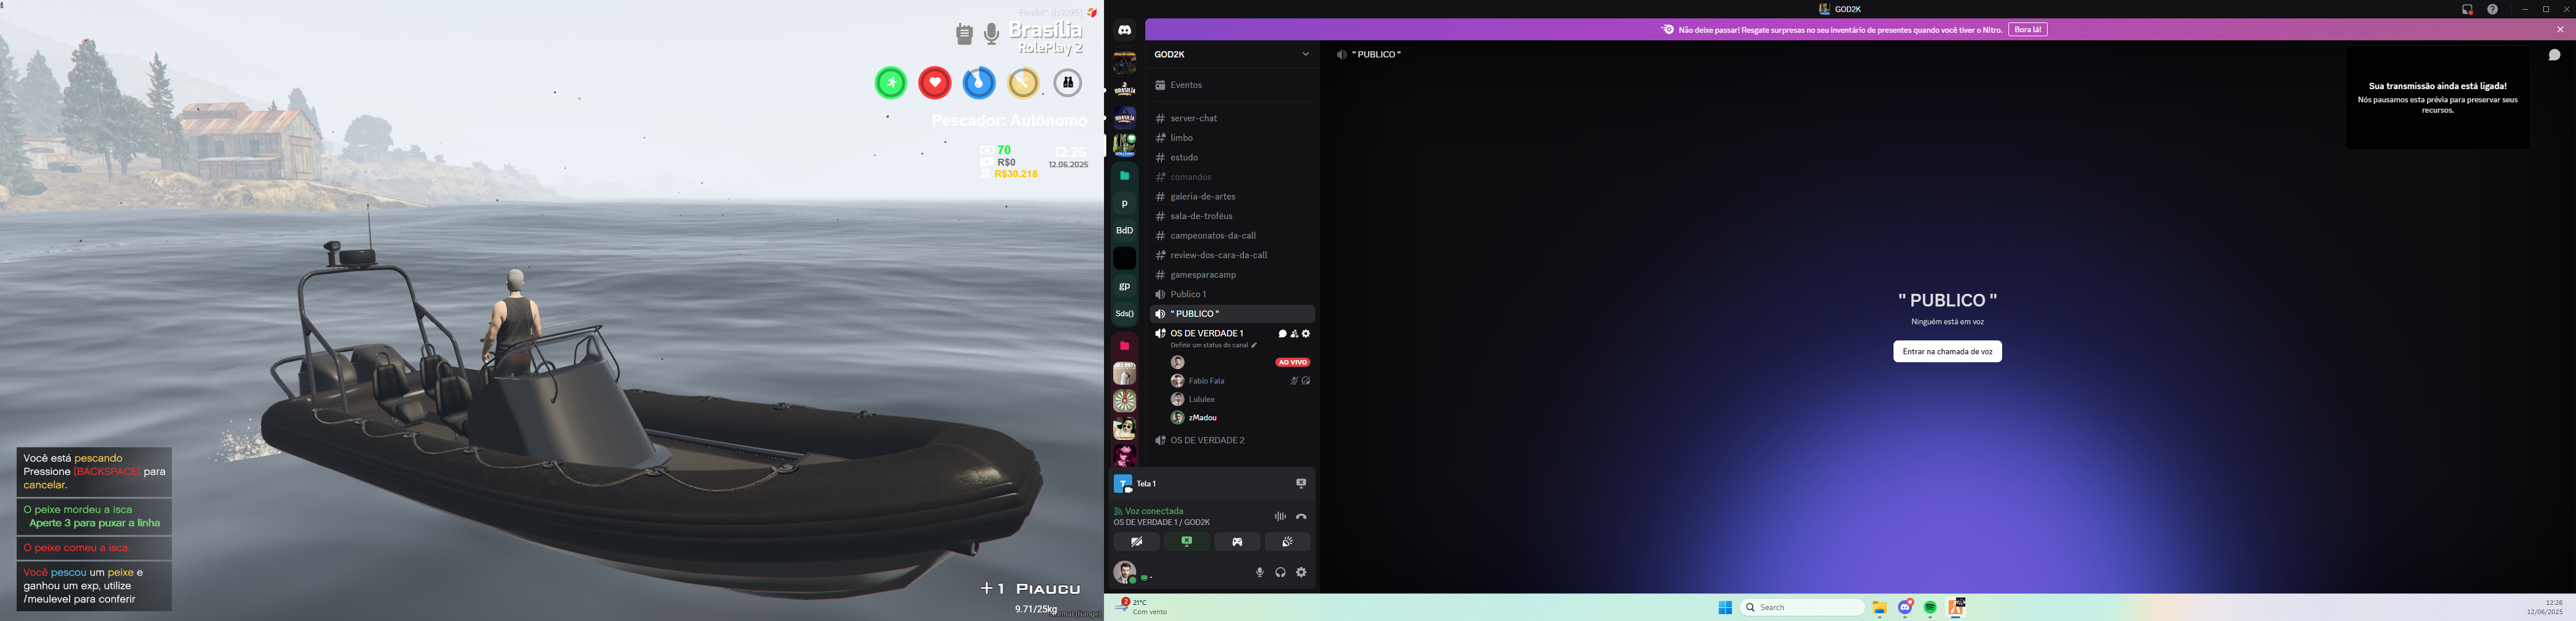 FiveM* (b3095)
Brasília
RolePlay 2
Pescador: Autônomo
70
R$0
R$30.218
12:26
12.06.2025
Você está pescando
Pressione [BACKSPACE] para
cancelar.
O peixe mordeu a isca
Aperte 3 para puxar a linha
O peixe comeu a isca.
Você pescou um peixe e
ganhou um exp, utilize
/meulevel para conferir
+1 Piaucu
9.71/25kg
GOD2K
Não deixe passar! Resgate surpresas no seu inventário de presentes quando você tiver o Nitro.
Bora lá!
GOD2K
Eventos
server-chat
limbo
estudo
comandos
galeria-de-artes
sala-de-troféus
campeonatos-da-call
review-dos-cara-da-call
gamesparacamp
Publico 1
" PUBLICO "
OS DE VERDADE 1
Definir um status do canal
AO VIVO
Fabio Fala
Lululee
zMadou
OS DE VERDADE 2
p
BdD
gp
Sds()
T
Tela 1
Voz conectada
OS DE VERDADE 1 / GOD2K
" PUBLICO "
Sua transmissão ainda está ligada!
Nós pausamos esta prévia para preservar seus
recursos.
" PUBLICO "
Ninguém está em voz
Entrar na chamada de voz
2
21°C
Com vento
Search
12:26
12/06/2025